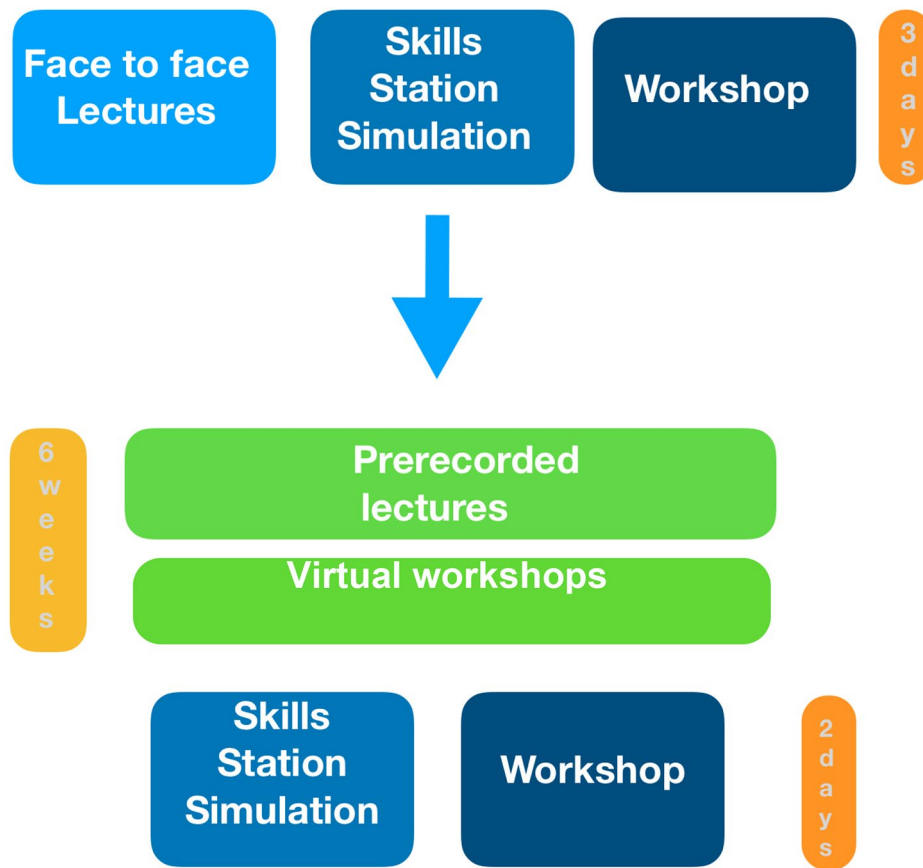 Face to face
Lectures
Skills
Station
Simulation
Workshop
3
d
a
y
s
6
w
e
e
k
s
Prerecorded
lectures
Virtual workshops
Skills
Station
Simulation
Workshop
2
d
a
y
s